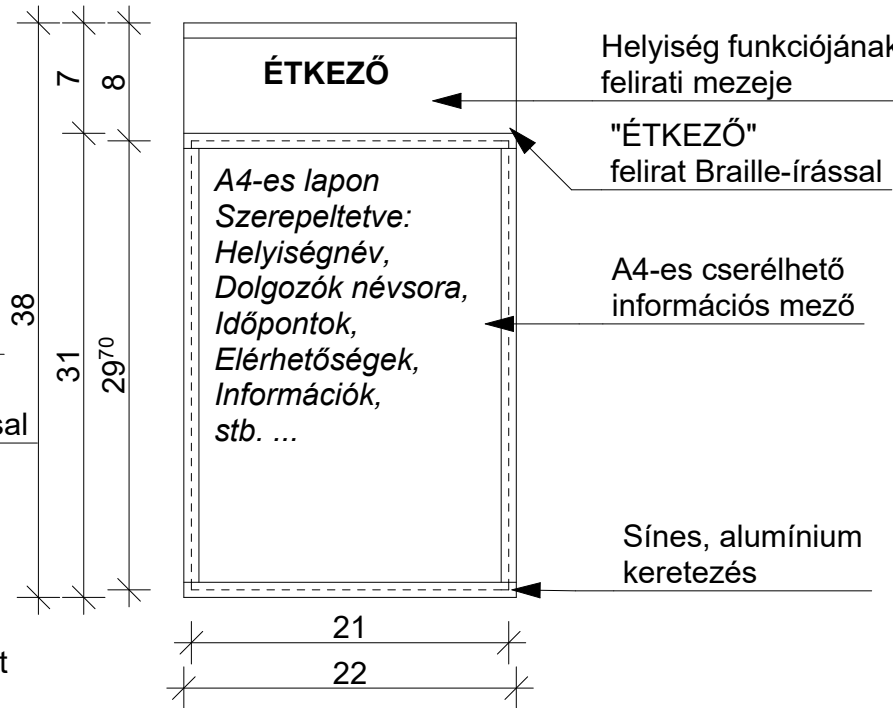 ÉTKEZŐ
Helyiség funkciójának
felirati mezeje
"ÉTKEZŐ"
felirat Braille-írással
A4-es lapon
Szerepeltetve:
Helyiségnév,
Dolgozók névsora,
Időpontok,
Elérhetőségek,
Információk,
stb. ...
A4-es cserélhető
információs mező
Sínes, alumínium
keretezés
38
7
31
8
29⁷⁰
21
22
sal
t